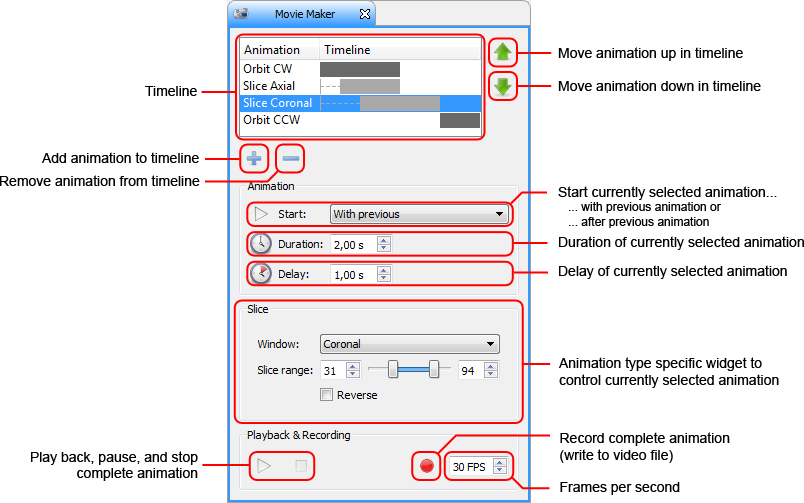 Movie Maker
Animation Timeline
Orbit CW
Slice Axial
Slice Coronal
Orbit CCW
Timeline
Move animation up in timeline
Move animation down in timeline
Add animation to timeline
Remove animation from timeline
Animation
Start: With previous
Start currently selected animation...
... with previous animation or
... after previous animation
Duration: 2,00 s
Duration of currently selected animation
Delay: 1,00 s
Delay of currently selected animation
Slice
Window: Coronal
Slice range: 31 94
Reverse
Animation type specific widget to
control currently selected animation
Playback & Recording
Play back, pause, and stop
complete animation
30 FPS
Record complete animation
(write to video file)
Frames per second